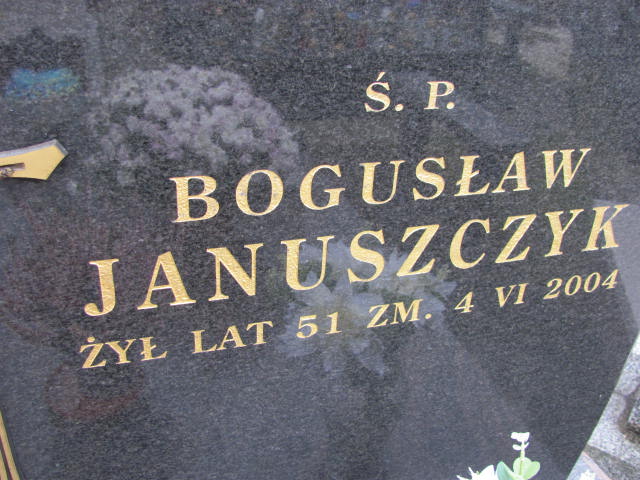 Ś. P.
BOGUSŁAW
JANUSZCZYK
ŻYŁ LAT 51 ZM. 4 VI 2004